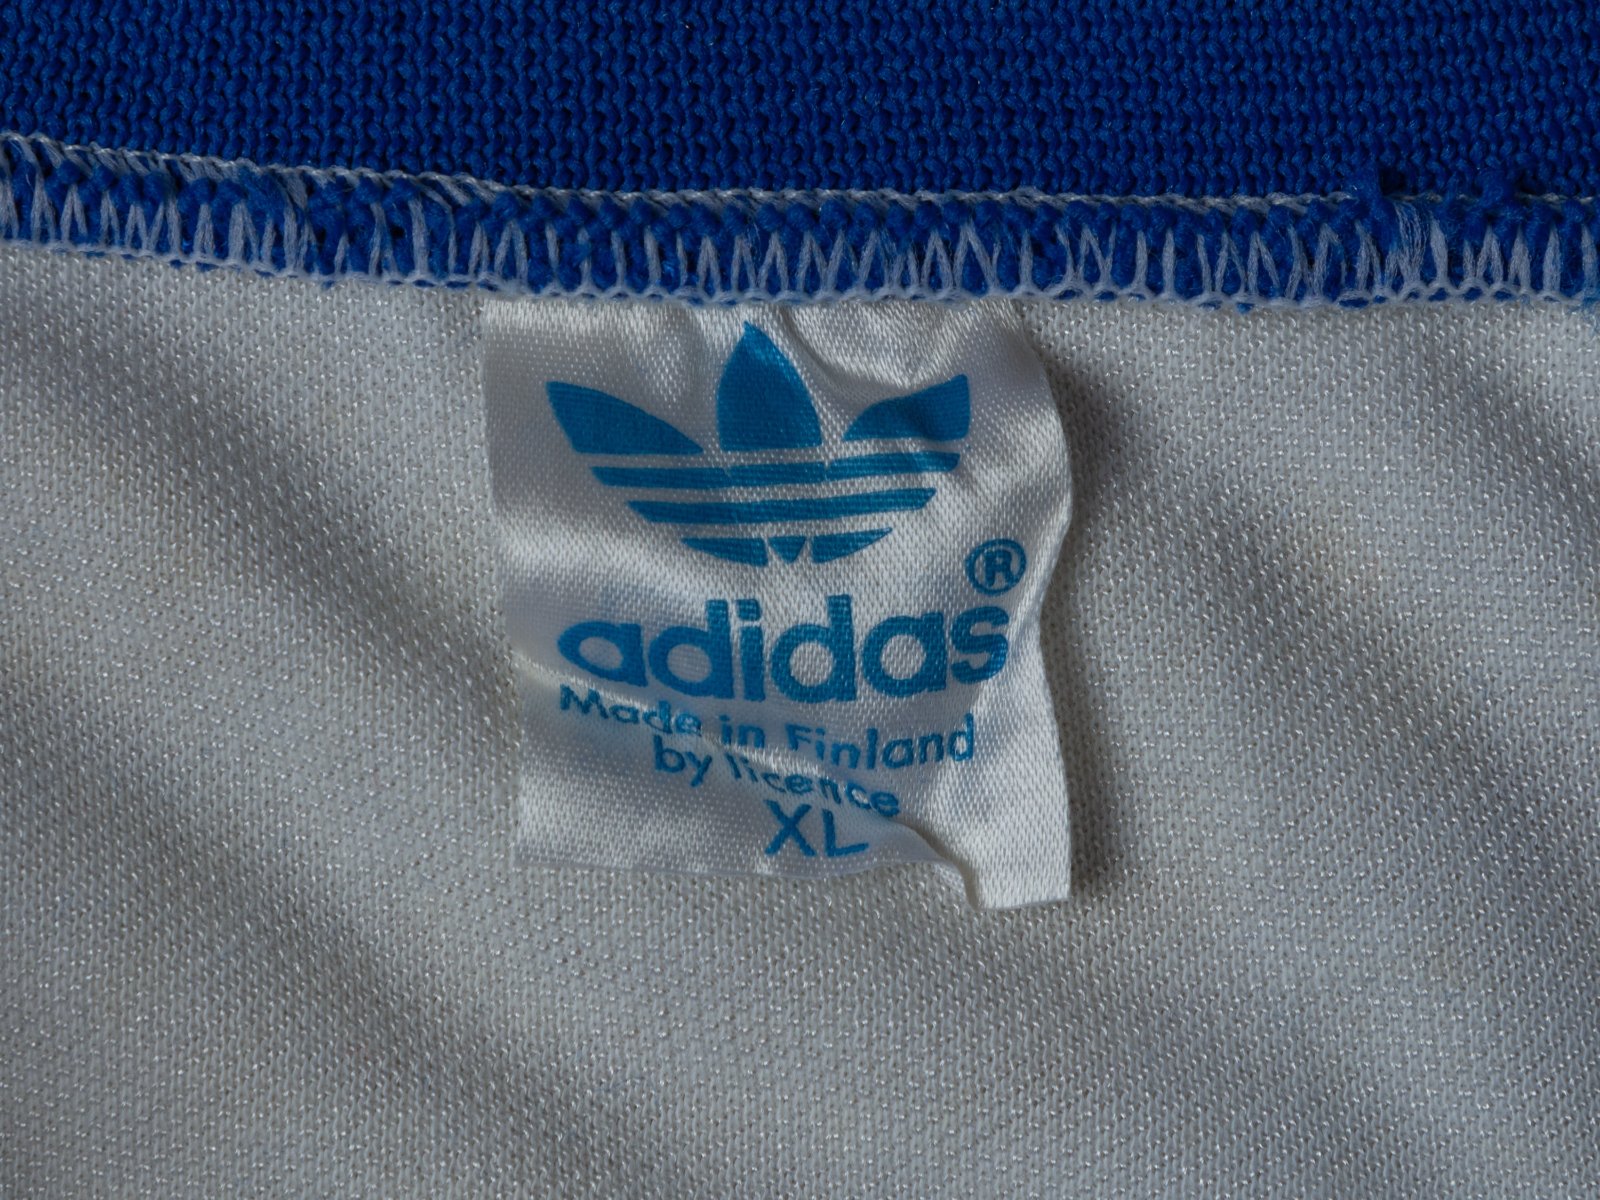 ®
adidas
Made in Finland
by licence
XL